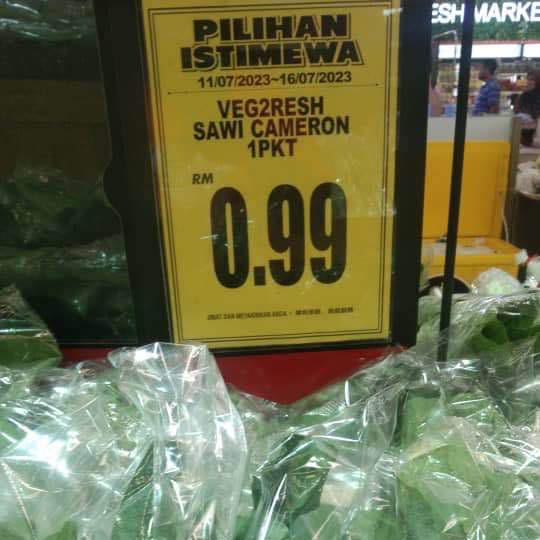 PILIHAN
ISTIMEWA
11/07/2023~16/07/2023
VEG2RESH
SAWI CAMERON
1PKT
RM
0.99
ESH MARKE